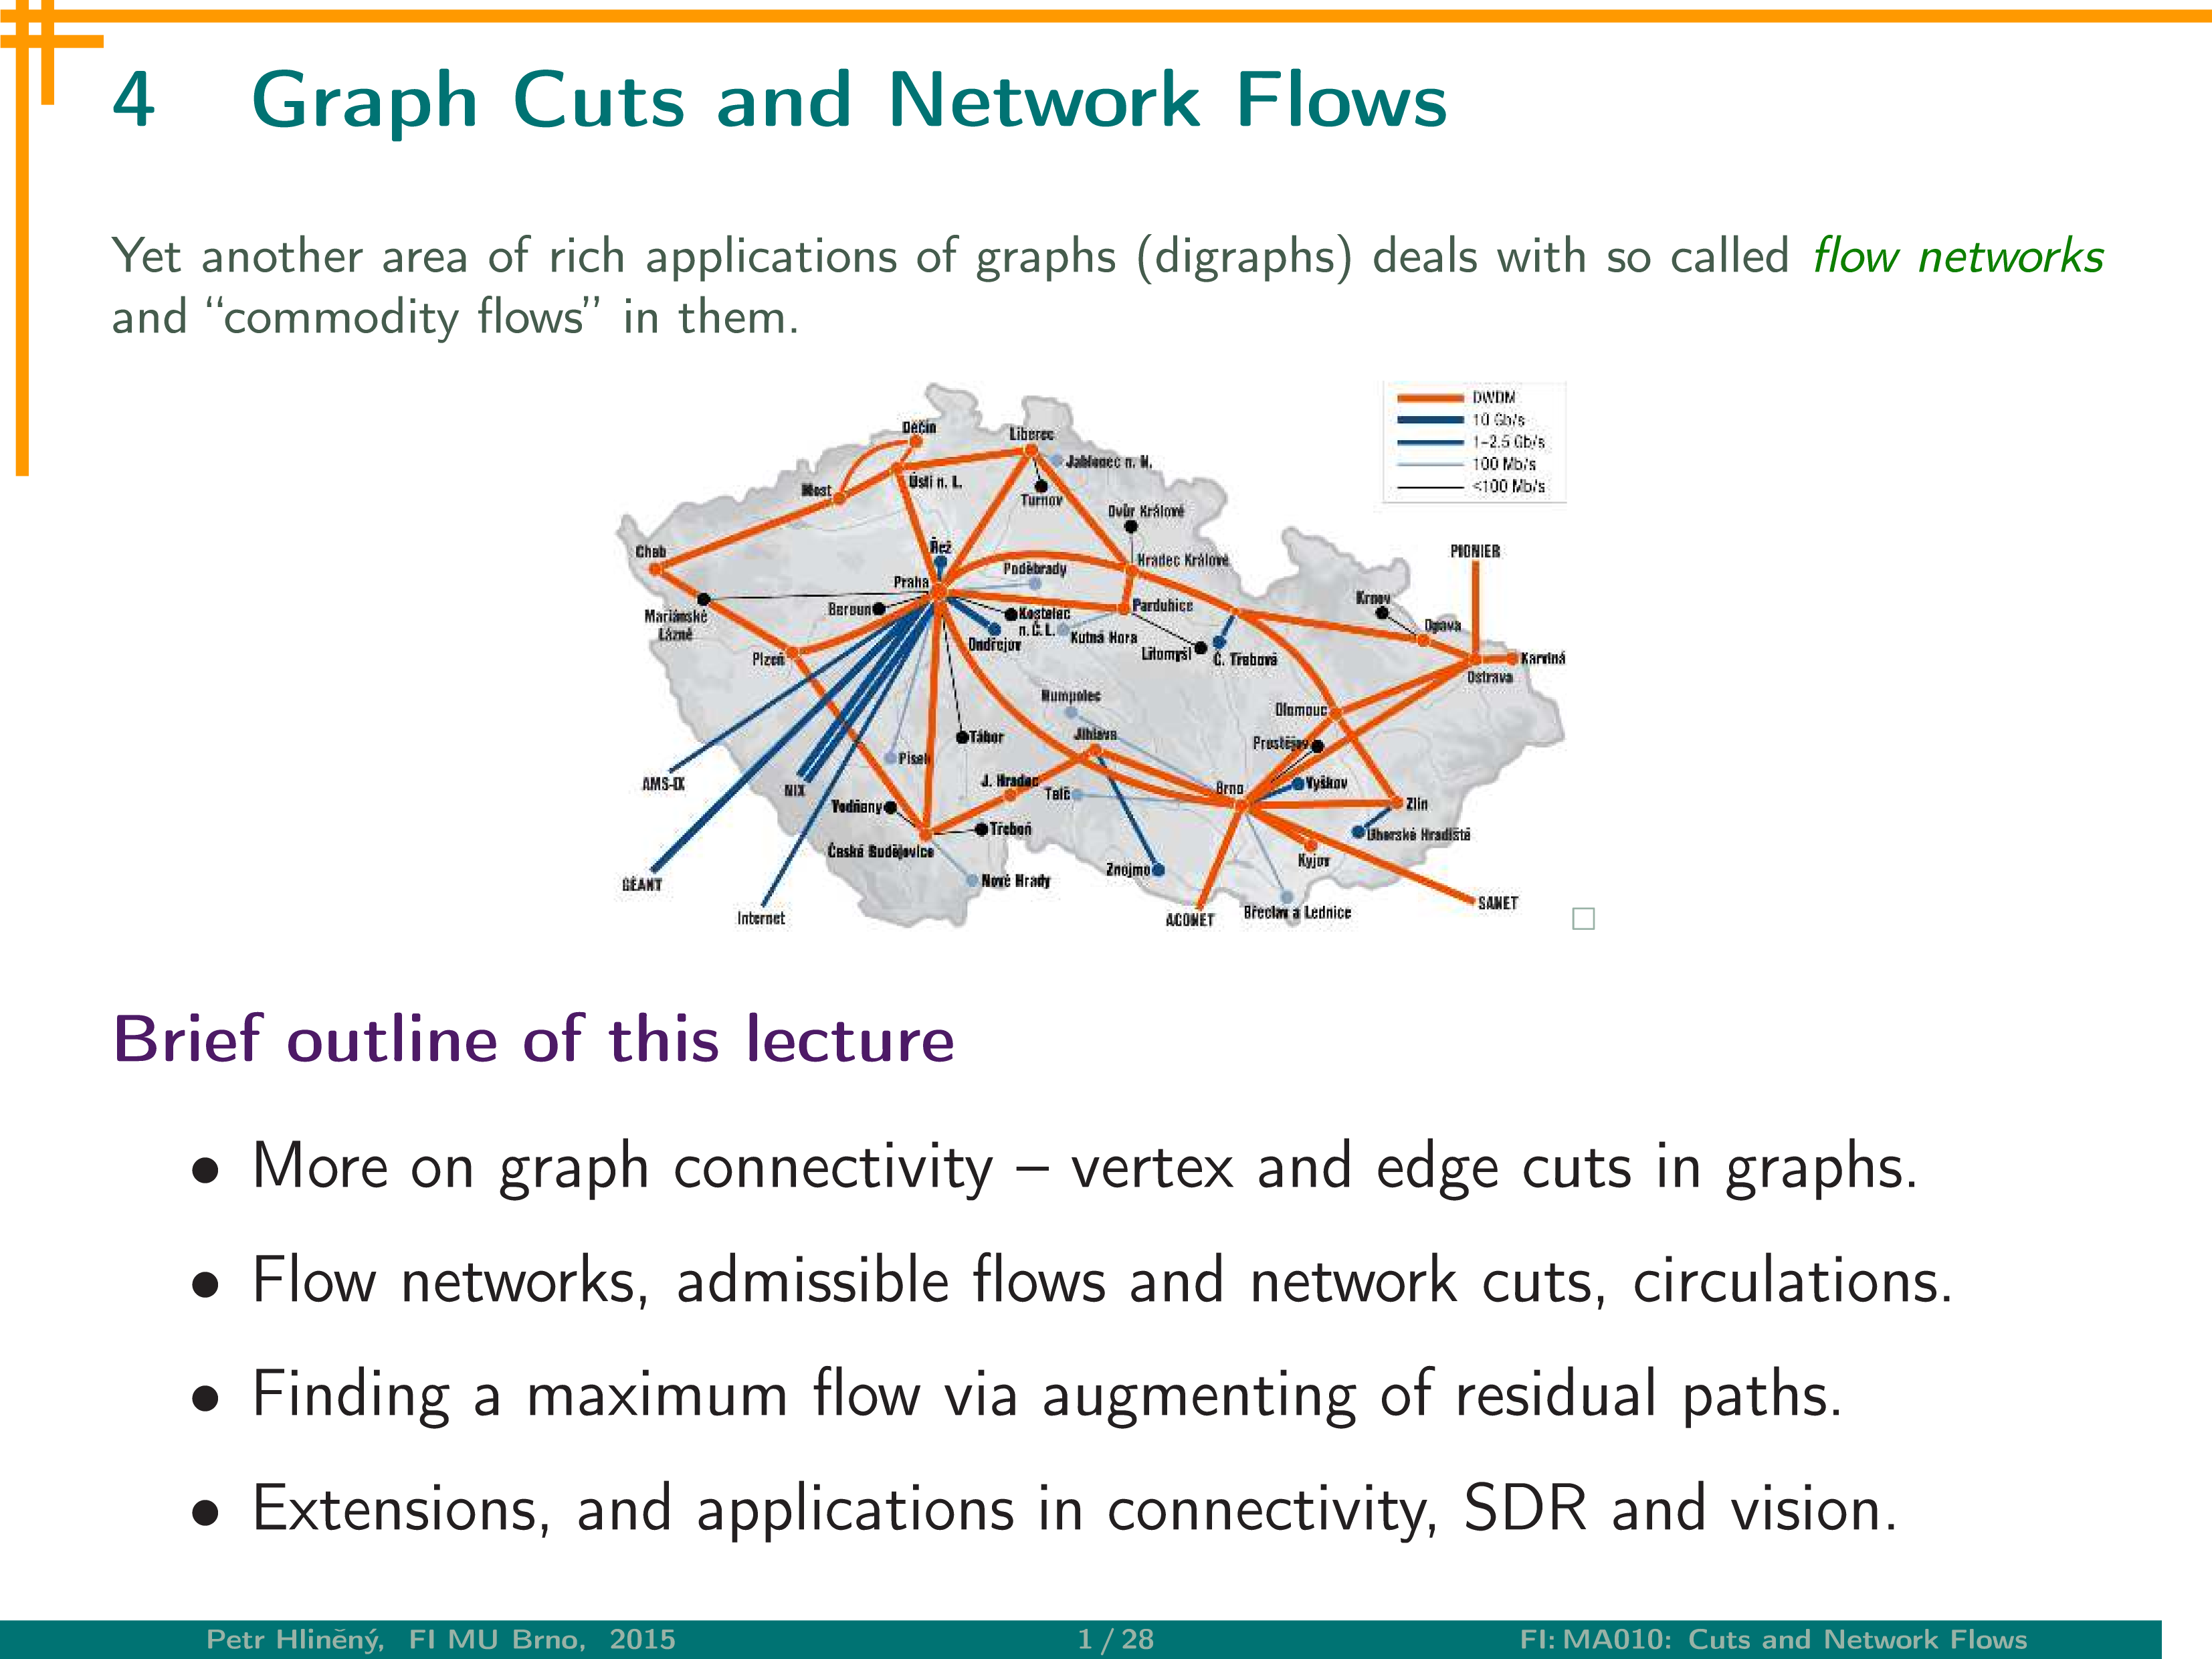 4 Graph Cuts and Network Flows
Yet another area of rich applications of graphs (digraphs) deals with so called flow networks
and “commodity flows” in them.
DWDM
10 Gb/s
1–2.5 Gb/s
100 Mb/s
<100 Mb/s
Děčín
Liberec
Jablonec n. N.
Ústí n. L.
Most
Turnov
Dvůr Králové
Cheb
Řež
Hradec Králové
PIONIER
Poděbrady
Praha
Mariánské
Lázně
Beroun
Kostelec
n.Č.L.
Pardubice
Krnov
Opava
Kutná Hora
Ondřejov
Litomyšl
Č. Třebová
Karviná
Plzeň
Ostrava
Humpolec
Olomouc
Tábor
Jihlava
Prostějov
Písek
AMS-IX
NIX
J. Hradec
Telč
Brno
Vyškov
Vodňany
Zlín
Třeboň
Uherské Hradiště
České Budějovice
Kyjov
Znojmo
GÉANT
Nové Hrady
SANET
Internet
ACONET
Břeclav a Lednice
Brief outline of this lecture
• More on graph connectivity – vertex and edge cuts in graphs.
• Flow networks, admissible flows and network cuts, circulations.
• Finding a maximum flow via augmenting of residual paths.
• Extensions, and applications in connectivity, SDR and vision.
Petr Hliněný, FI MU Brno, 2015 1 / 28 FI: MA010: Cuts and Network Flows